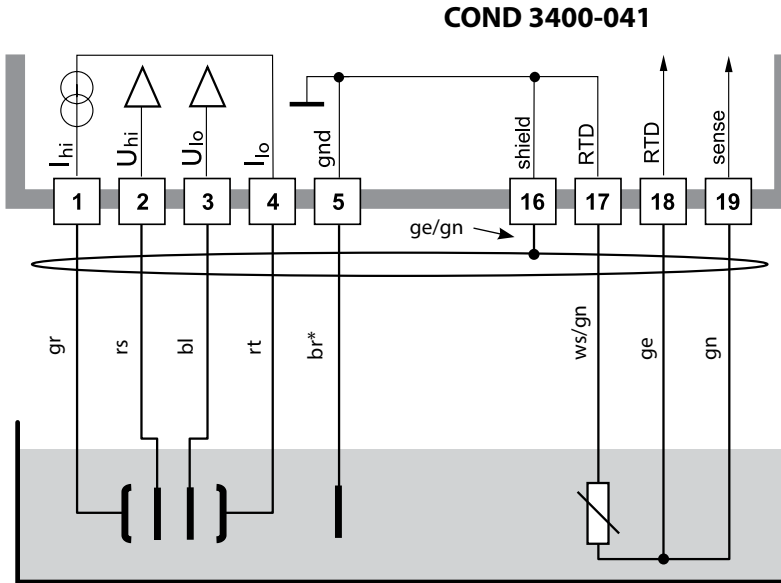 COND 3400-041
Ihi
Uhi
Ulo
Ilo
gnd
shield
RTD
RTD
sense
1 2 3 4 5 16 17 18 19
ge/gn
gr
rs
bl
rt
br*
ws/gn
ge
gn